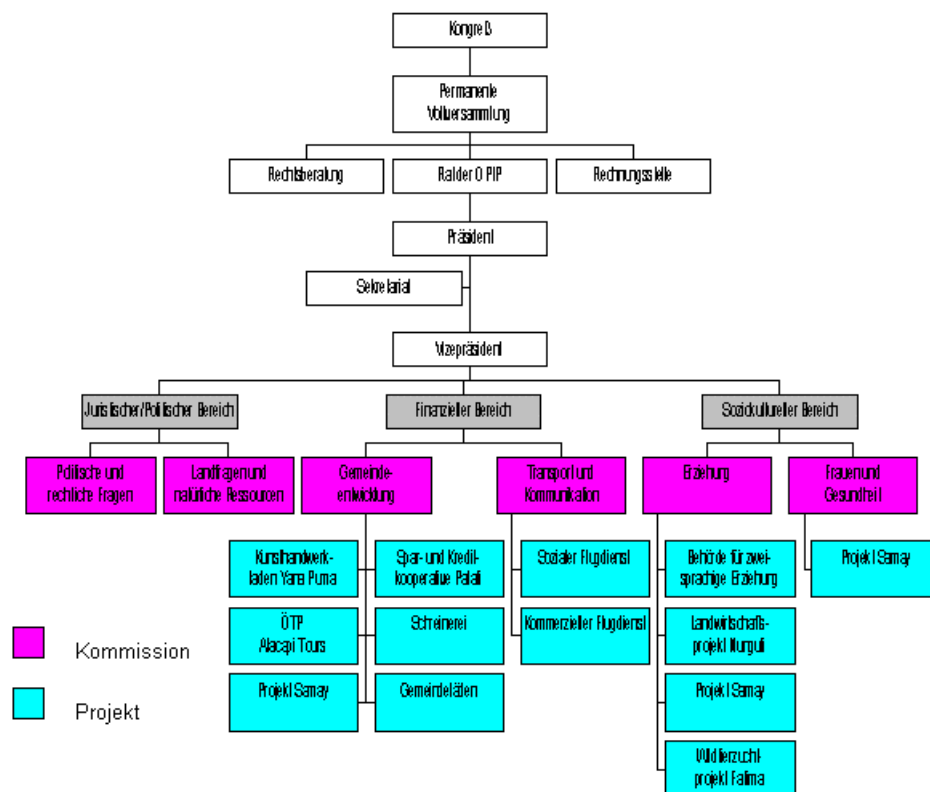 Kongreß
Permanente
Vollversammlung
Rechtsberatung
Rat der OPIP
Rechnungsstelle
Präsident
Sekretariat
Vizepräsident
Juristischer/Politischer Bereich
Finanzieller Bereich
Soziokultureller Bereich
Politische und
rechtliche Fragen
Landfragen und
natürliche Ressourcen
Gemeinde-
entwicklung
Transport und
Kommunikation
Erziehung
Frauen und
Gesundheit
Kunsthandwerk-
laden Yana Puma
Spar- und Kredit-
kooperative Palati
Sozialer Flugdienst
Behörde für zwei-
sprachige Erziehung
Projekt Samay
ÖTP
Atacapi Tours
Schreinerei
Kommerzieller Flugdienst
Landwirtschafts-
projekt
Kommission
Projekt Samay
Gemeindeläden
Projekt Samay
Projekt
Wildtierzucht-
projekt Fatima